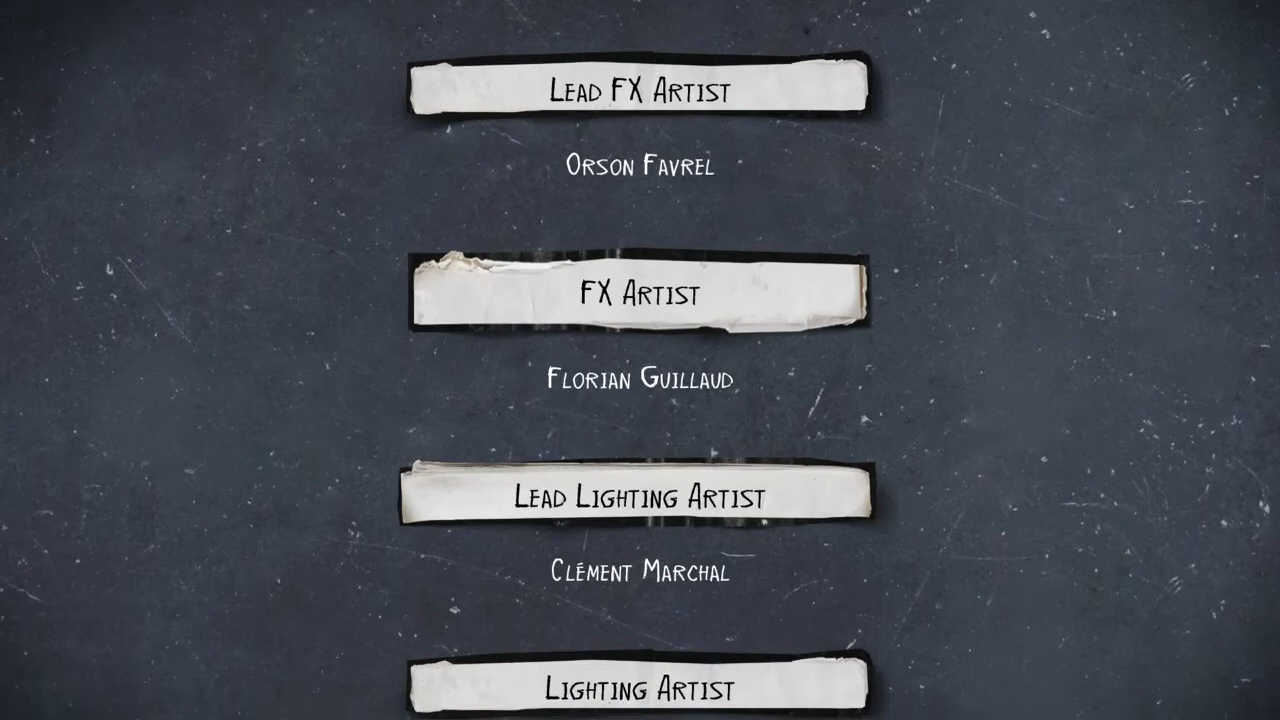 Lead FX Artist
Orson Favrel
FX Artist
Florian Guillaud
Lead Lighting Artist
Clément Marchal
Lighting Artist